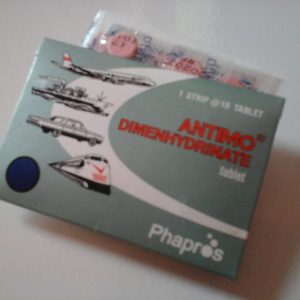 1 STRIP @10 TABLET
ANTIMO®
DIMENHYDRINATE
tablet
Phapros